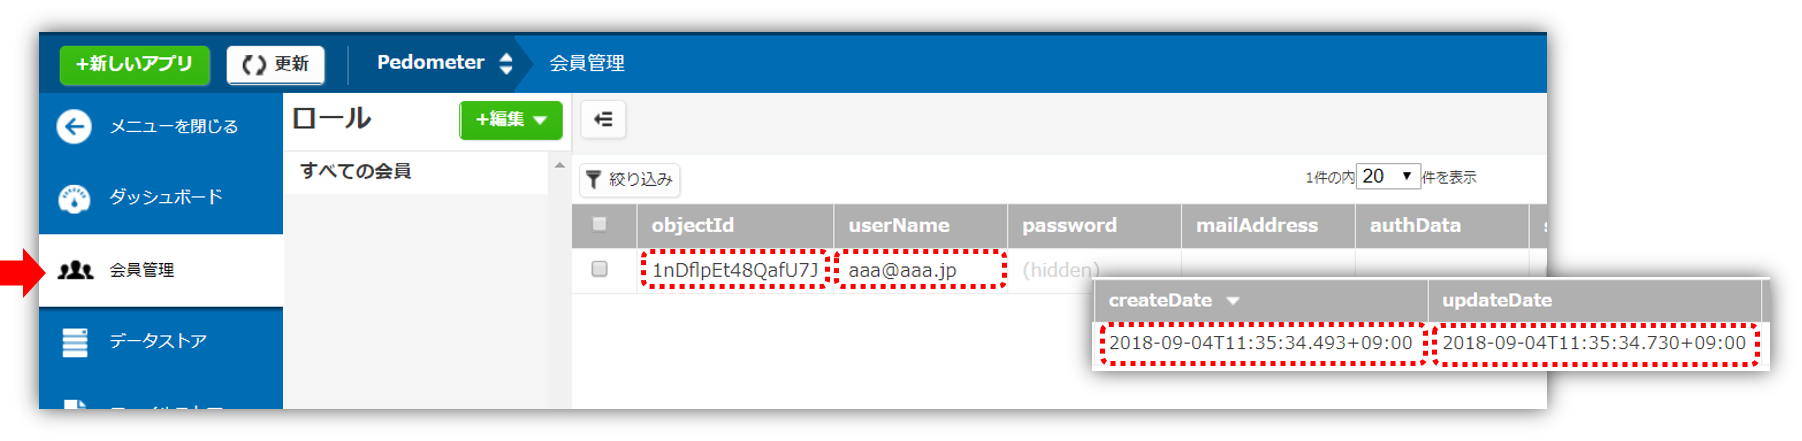 +新しいアプリ 更新 Pedometer 会員管理
メニューを閉じる
ダッシュボード
会員管理
データストア
ロール +編集
すべての会員
絞り込み 1件の内 20 件を表示
objectId userName password mailAddress authData
1nDflpEt48QafU7J aaa@aaa.jp (hidden)
createDate updateDate
2018-09-04T11:35:34.493+09:00 2018-09-04T11:35:34.730+09:00